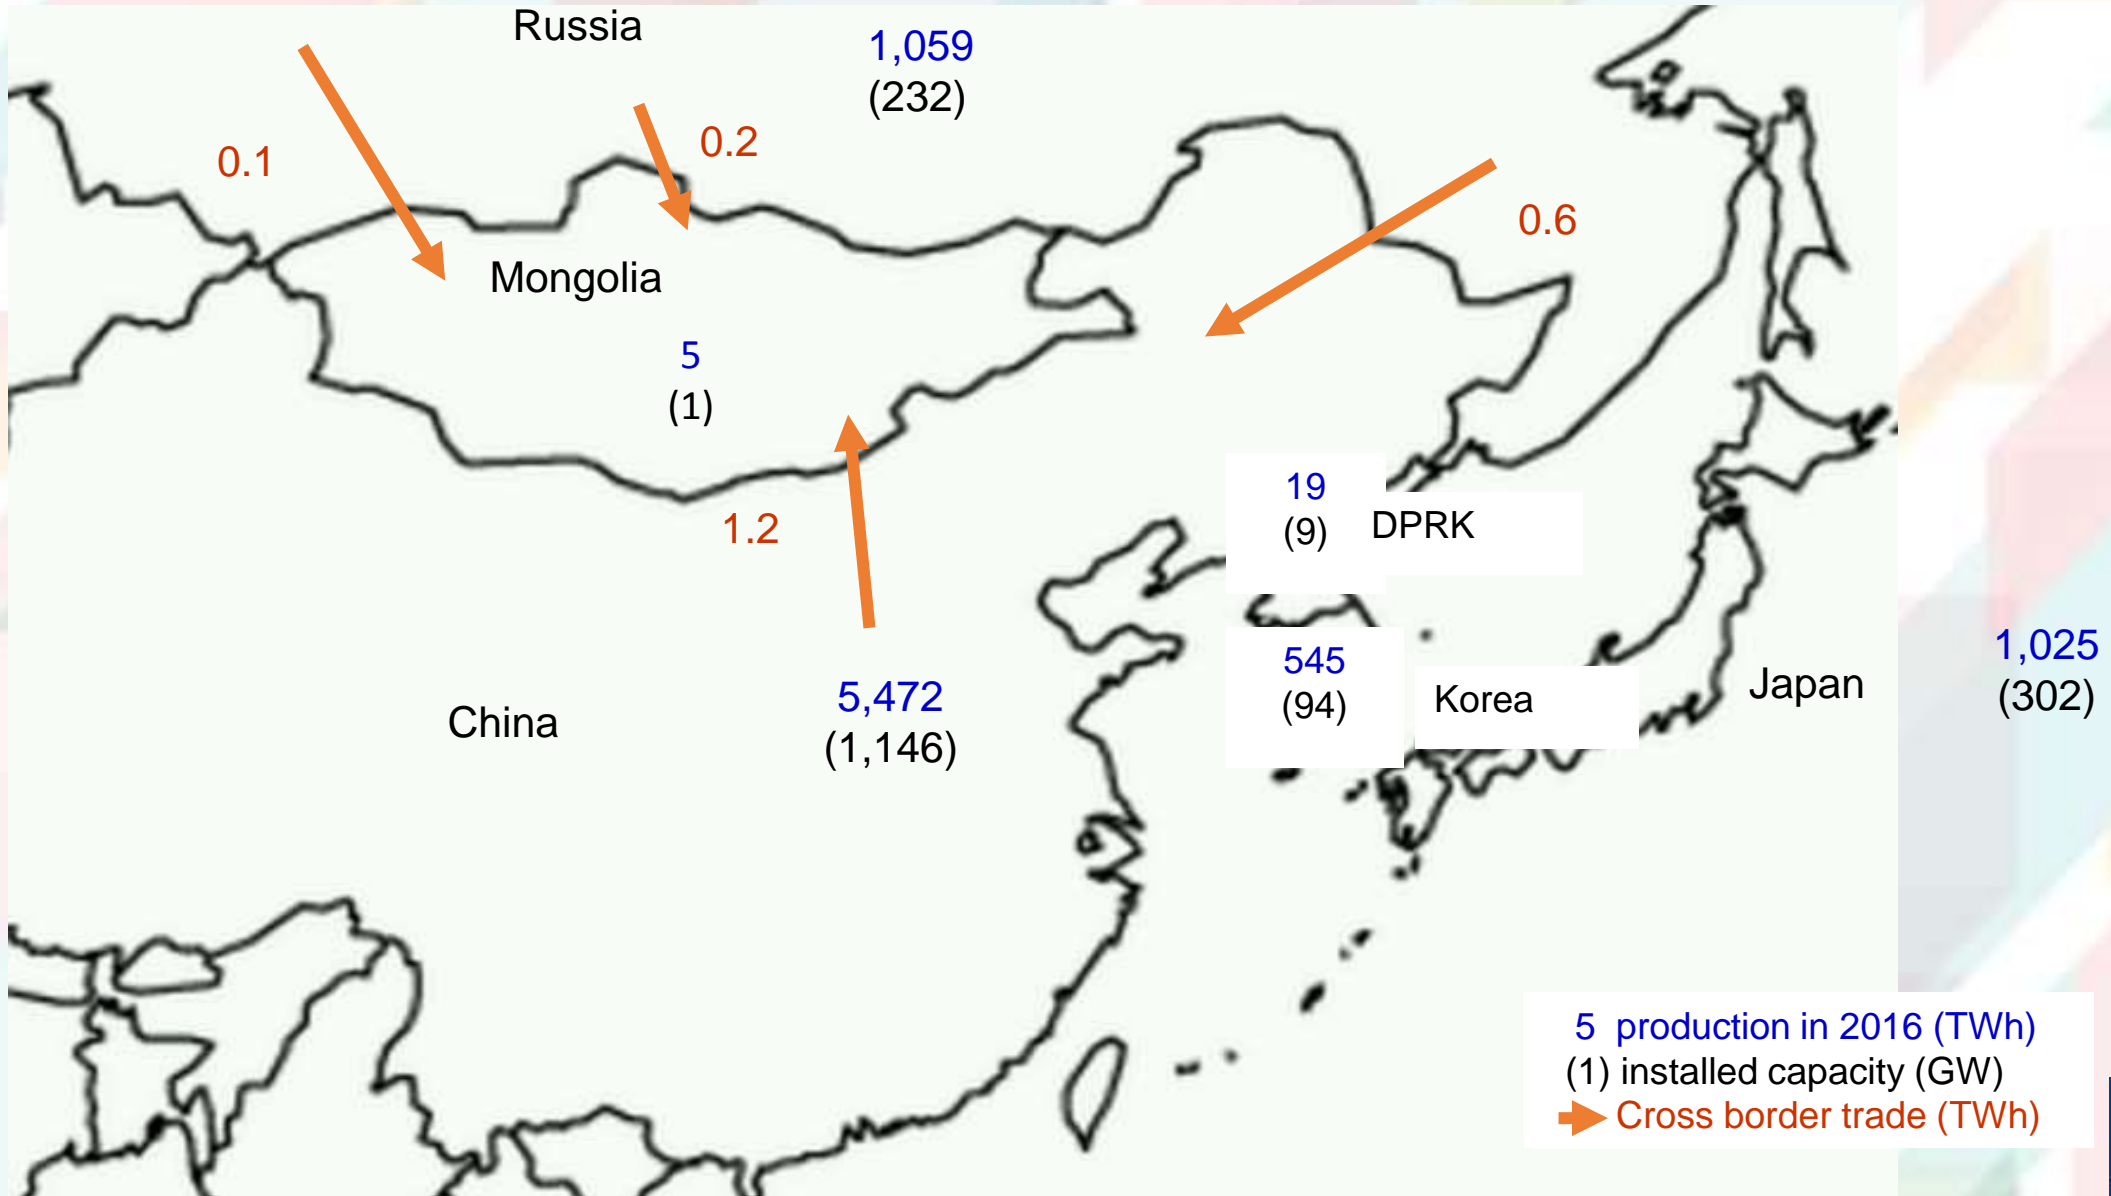 Russia
1,059
(232)
0.1
0.2
0.6
Mongolia
5
(1)
1.2
19
(9)
DPRK
545
(94)
Korea
Japan
1,025
(302)
China
5,472
(1,146)
5 production in 2016 (TWh)
(1) installed capacity (GW)
Cross border trade (TWh)